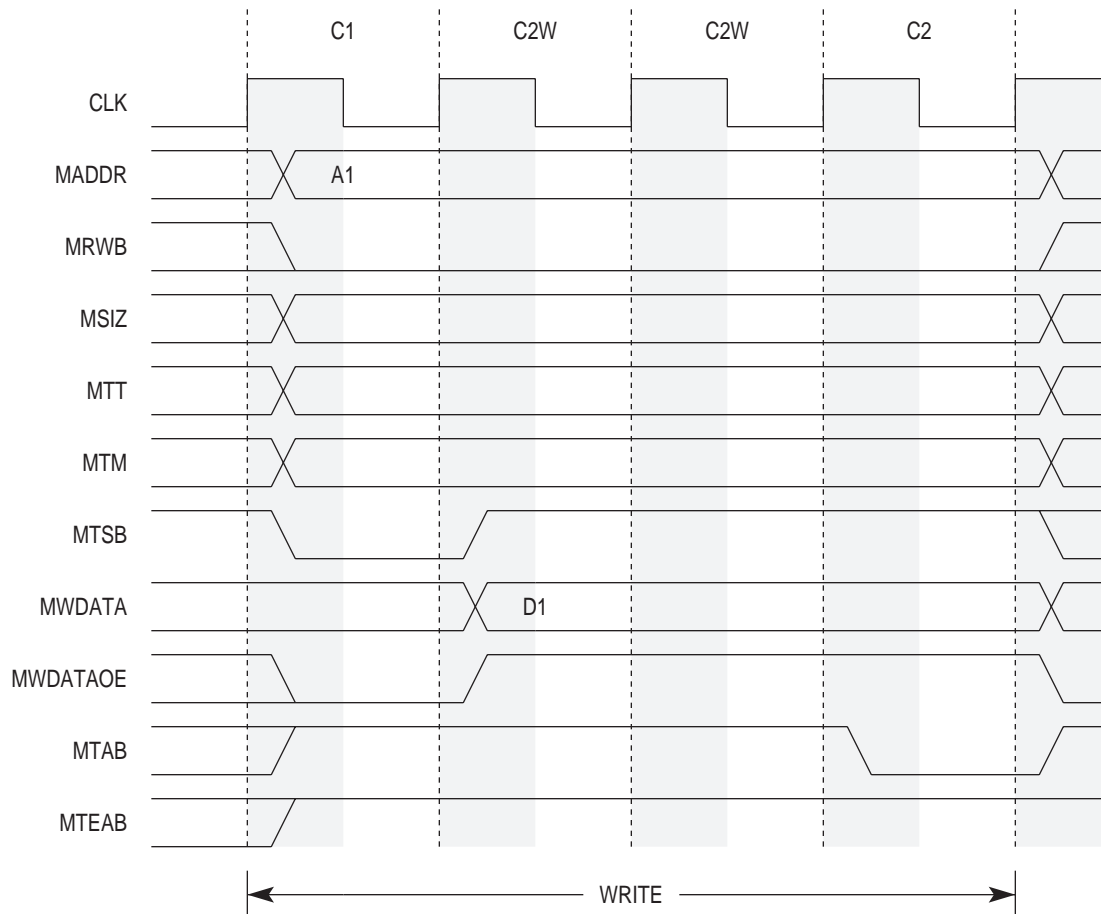 C1 C2W C2W C2
CLK
MADDR A1
MRWB
MSIZ
MTT
MTM
MTSB
MWDATA D1
MWDATAOE
MTAB
MTEAB
WRITE